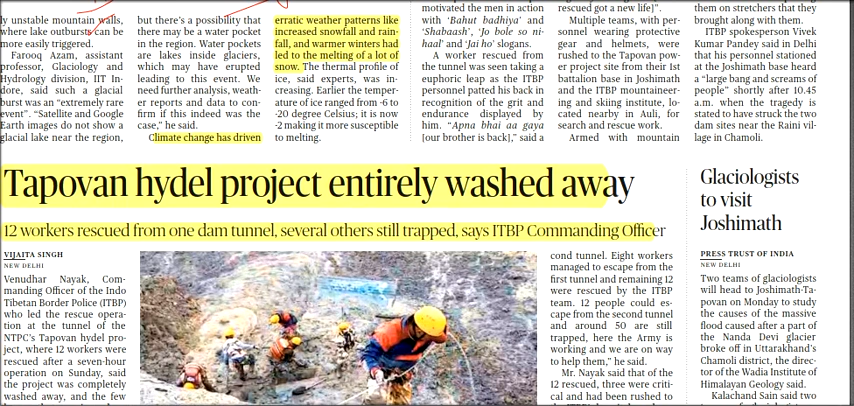 ly unstable mountain walls,
where lake outbursts can be
more easily triggered.
Farooq Azam, assistant
professor, Glaciology and
Hydrology division, IIT In-
dore, said such a glacial
burst was an "extremely rare
event". "Satellite and Google
Earth images do not show a
glacial lake near the region,
but there's a possibility that
there may be a water pocket
in the region. Water pockets
are lakes inside glaciers,
which may have erupted
leading to this event. We
need further analysis, weath-
er reports and data to con-
firm if this indeed was the
case," he said.
Climate change has driven
erratic weather patterns like
increased snowfall and rain-
fall, and warmer winters had
led to the melting of a lot of
snow. The thermal profile of
ice, said experts, was in-
creasing. Earlier the temper-
ature of ice ranged from -6 to
-20 degree Celsius; it is now
-2 making it more susceptible
to melting.
motivated the men in action
with 'Bahut badhiya' and
'Shabaash', 'Jo bole so ni-
haal' and 'Jai ho' slogans.
A worker rescued from
the tunnel was seen taking a
euphoric leap as the ITBP
personnel patted his back in
recognition of the grit and
endurance displayed by
him. "Apna bhai aa gaya
[our brother is back]," said a
rescued got a new life]".
Multiple teams, with per-
sonnel wearing protective
gear and helmets, were
rushed to the Tapovan pow-
er project site from their 1st
battalion base in Joshimath
and the ITBP mountaineer-
ing and skiing institute, lo-
cated nearby in Auli, for
search and rescue work.
Armed with mountain
them on stretchers that they
brought along with them.
ITBP spokesperson Vivek
Kumar Pandey said in Delhi
that his personnel stationed
at the Joshimath base heard
a "large bang and screams of
people" shortly after 10.45
a.m. when the tragedy is
stated to have struck the two
dam sites near the Raini vil-
lage in Chamoli.
Tapovan hydel project entirely washed away
12 workers rescued from one dam tunnel, several others still trapped, says ITBP Commanding Officer
VIJAITA SINGH
NEW DELHI
Venudhar Nayak, Com-
manding Officer of the Indo
Tibetan Border Police (ITBP)
who led the rescue opera-
tion at the tunnel of the
NTPC's Tapovan hydel pro-
ject, where 12 workers were
rescued after a seven-hour
operation on Sunday, said
the project was completely
washed away, and the few
cond tunnel. Eight workers
managed to escape from the
first tunnel and remaining 12
were rescued by the ITBP
team. 12 people could es-
cape from the second tunnel
and around 50 are still
trapped, here the Army is
working and we are on way
to help them," he said.
Mr. Nayak said that of the
12 rescued, three were criti-
cal and had been rushed to
Glaciologists
to visit
Joshimath
PRESS TRUST OF INDIA
NEW DELHI
Two teams of glaciologists
will head to Joshimath-Ta-
povan on Monday to study
the causes of the massive
flood caused after a part of
the Nanda Devi glacier
broke off in Uttarakhand's
Chamoli district, the direc-
tor of the Wadia Institute of
Himalayan Geology said.
Kalachand Sain said two